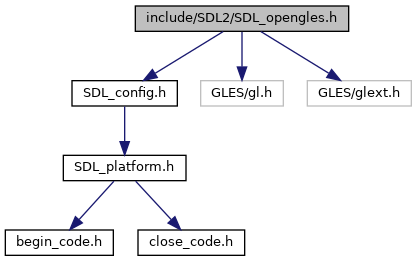 include/SDL2/SDL_opengles.h
SDL_config.h
GLES/gl.h
GLES/glext.h
SDL_platform.h
begin_code.h
close_code.h